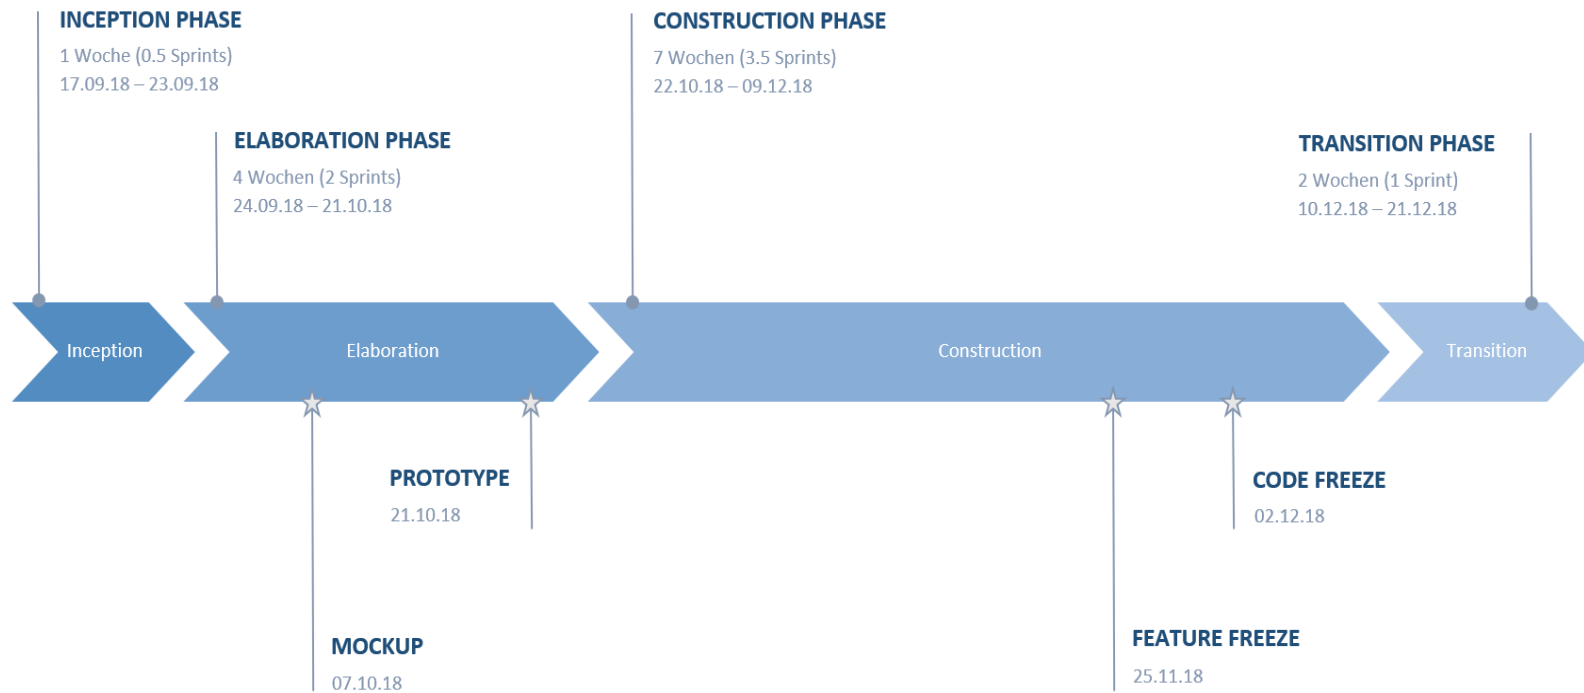 INCEPTION PHASE
1 Woche (0.5 Sprints)
17.09.18 – 23.09.18
CONSTRUCTION PHASE
7 Wochen (3.5 Sprints)
22.10.18 – 09.12.18
ELABORATION PHASE
4 Wochen (2 Sprints)
24.09.18 – 21.10.18
TRANSITION PHASE
2 Wochen (1 Sprint)
10.12.18 – 21.12.18
Inception
Elaboration
Construction
Transition
PROTOTYPE
21.10.18
CODE FREEZE
02.12.18
MOCKUP
07.10.18
FEATURE FREEZE
25.11.18